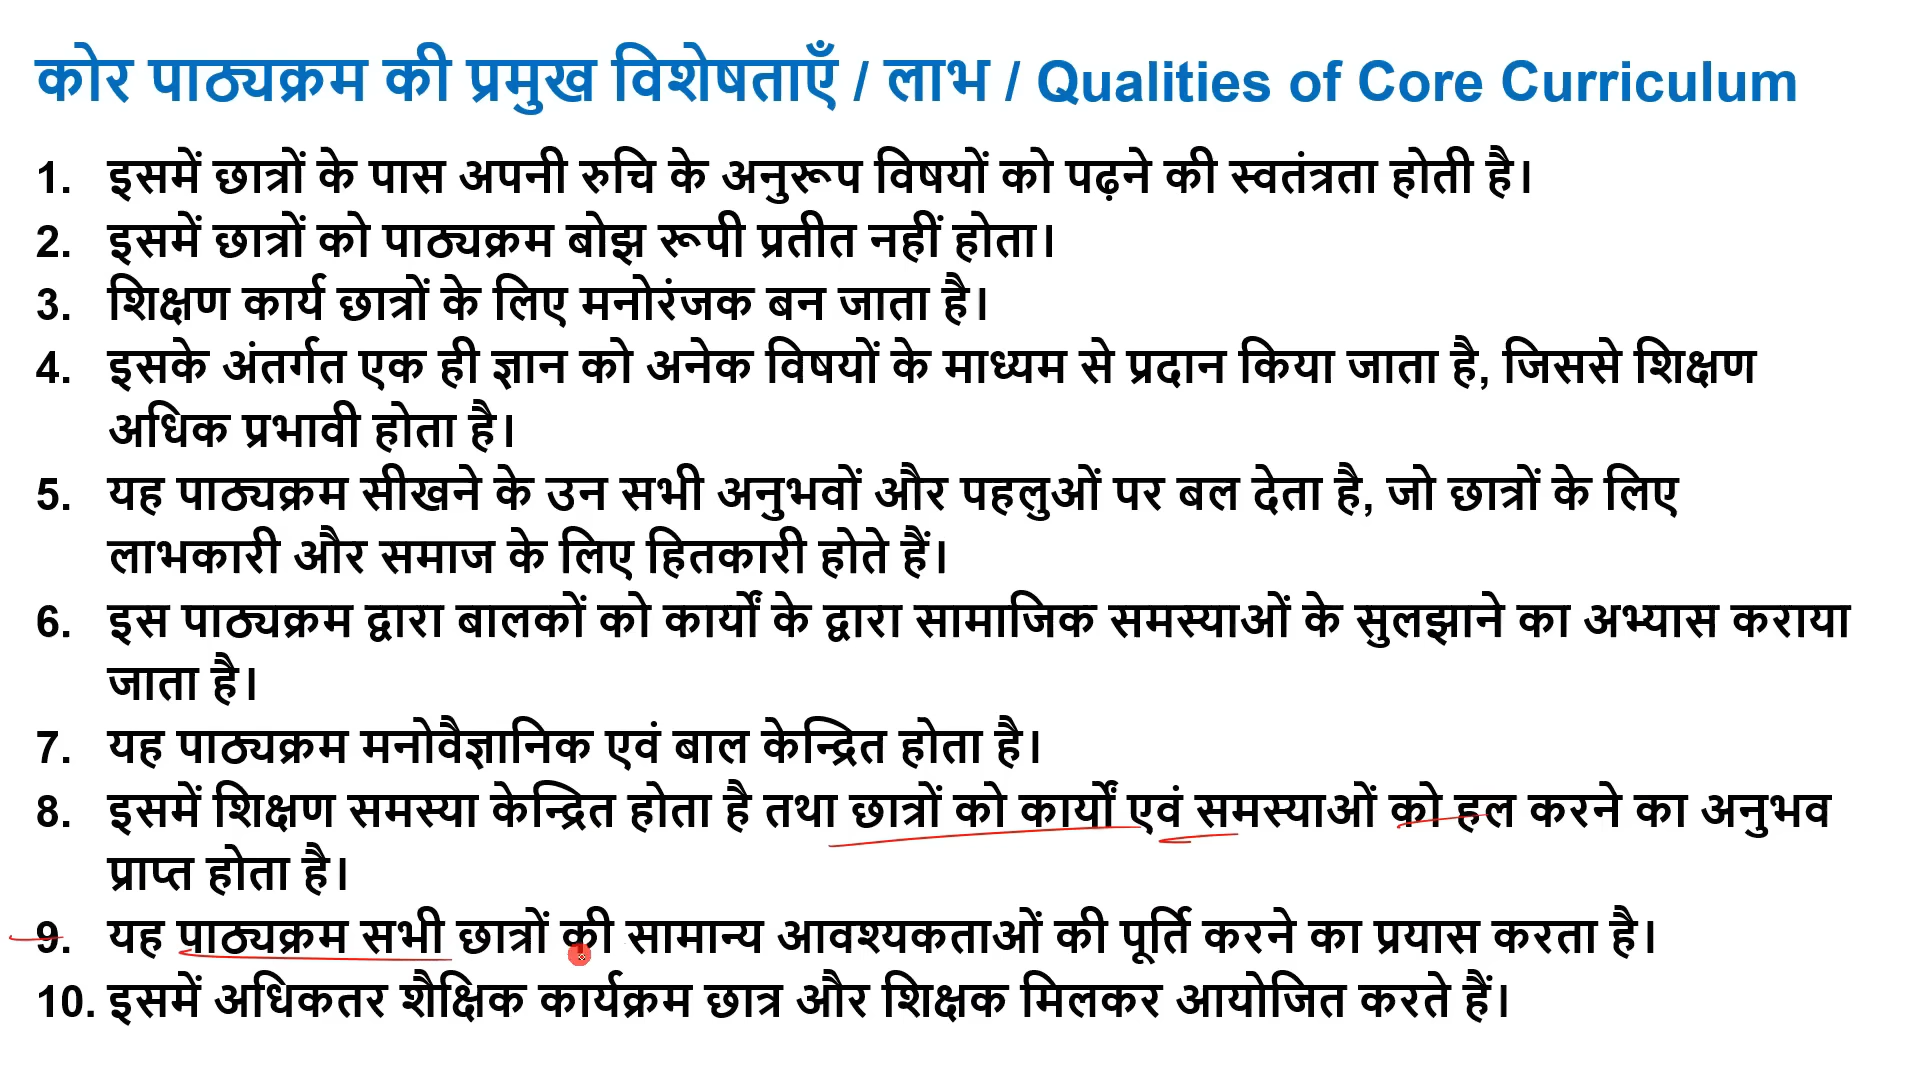 कोर पाठ्यक्रम की प्रमुख विशेषताएँ / लाभ / Qualities of Core Curriculum
1. इसमें छात्रों के पास अपनी रुचि के अनुरूप विषयों को पढ़ने की स्वतंत्रता होती है।
2. इसमें छात्रों को पाठ्यक्रम बोझ रूपी प्रतीत नहीं होता।
3. शिक्षण कार्य छात्रों के लिए मनोरंजक बन जाता है।
4. इसके अंतर्गत एक ही ज्ञान को अनेक विषयों के माध्यम से प्रदान किया जाता है, जिससे शिक्षण
अधिक प्रभावी होता है।
5. यह पाठ्यक्रम सीखने के उन सभी अनुभवों और पहलुओं पर बल देता है, जो छात्रों के लिए
लाभकारी और समाज के लिए हितकारी होते हैं।
6. इस पाठ्यक्रम द्वारा बालकों को कार्यों के द्वारा सामाजिक समस्याओं के सुलझाने का अभ्यास कराया
जाता है।
7. यह पाठ्यक्रम मनोवैज्ञानिक एवं बाल केन्द्रित होता है।
8. इसमें शिक्षण समस्या केन्द्रित होता है तथा छात्रों को कार्यों एवं समस्याओं को हल करने का अनुभव
प्राप्त होता है।
9. यह पाठ्यक्रम सभी छात्रों की सामान्य आवश्यकताओं की पूर्ति करने का प्रयास करता है।
10. इसमें अधिकतर शैक्षिक कार्यक्रम छात्र और शिक्षक मिलकर आयोजित करते हैं।